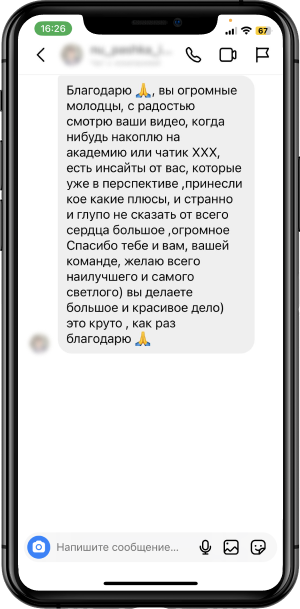 16:26
67
Благодарю 🙏, вы огромные
молодцы, с радостью
смотрю ваши видео, когда
нибудь накоплю на
академию или чатик XXX,
есть инсайты от вас, которые
уже в перспективе ,принесли
кое какие плюсы, и странно
и глупо не сказать от всего
сердца большое ,огромное
Спасибо тебе и вам, вашей
команде, желаю всего
наилучшего и самого
светлого) вы делаете
большое и красивое дело)
это круто , как раз
благодарю 🙏
Напишите сообщение...